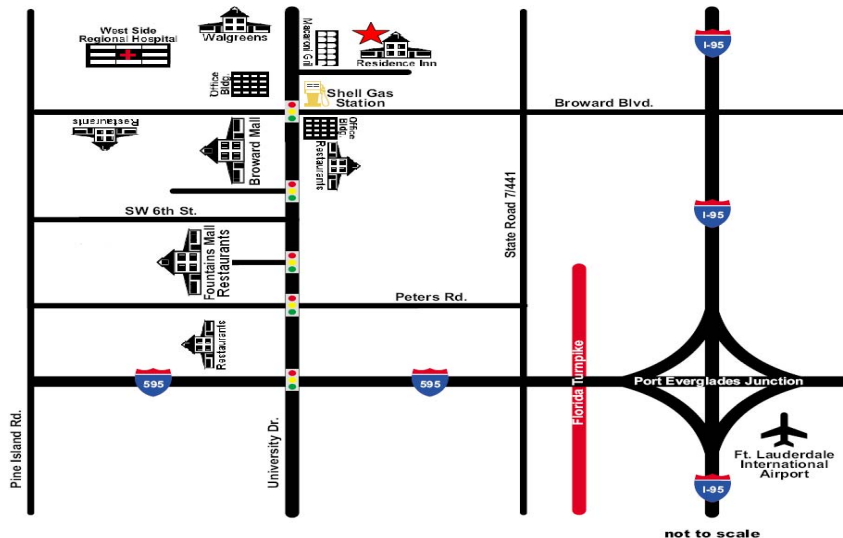 West Side
Regional Hospital
Walgreens
Macaroni Grill
Residence Inn
I-95
Office
Bldg.
Shell Gas
Station
Broward Blvd.
Restaurants
Broward Mall
Office
Bldg.
Restaurants
SW 6th St.
I-95
State Road 7/441
Fountains Mall
Restaurants
Peters Rd.
Restaurants
595
595
Florida Turnpike
Port Everglades Junction
Pine Island Rd.
University Dr.
Ft. Lauderdale
International
Airport
I-95
not to scale